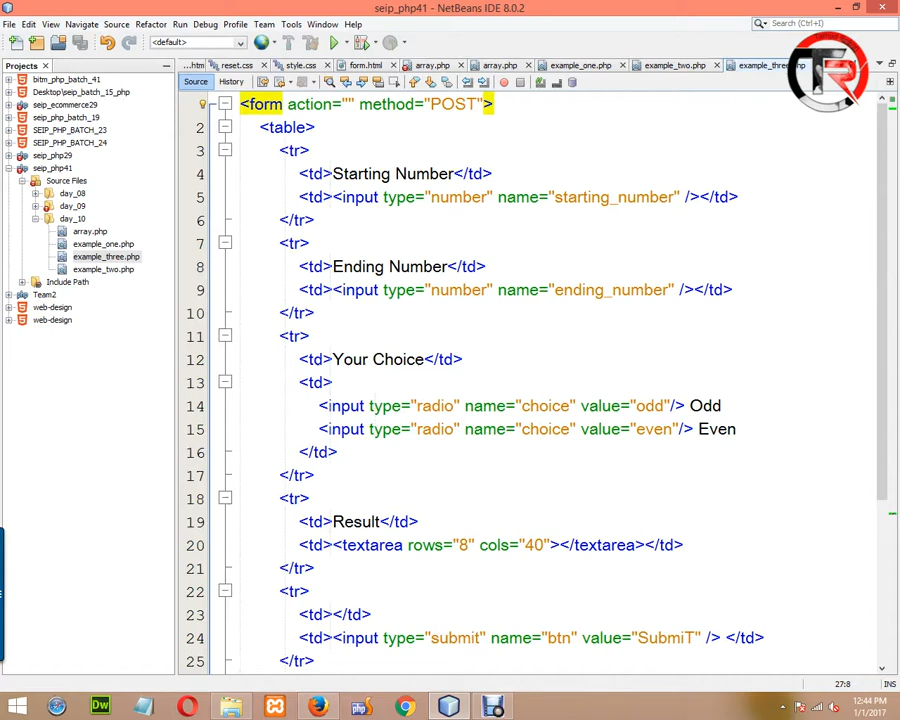 seip_php41 - NetBeans IDE 8.0.2
File Edit View Navigate Source Refactor Run Debug Profile Team Tools Window Help
Search (Ctrl+I)
<default>
Projects
...htm reset.css style.css form.html array.php array.php example_one.php example_two.php example_three.php
Source History
bitm_php_batch_41
Desktop\seip_batch_15_php
seip_ecommerce29
seip_php_batch_19
SEIP_PHP_BATCH_23
SEIP_PHP_BATCH_24
seip_php29
seip_php41
Source Files
day_08
day_09
day_10
array.php
example_one.php
example_three.php
example_two.php
Include Path
Team2
web-design
web-design
<form action="" method="POST">
2 <table>
3 <tr>
4 <td>Starting Number</td>
5 <td><input type="number" name="starting_number" /></td>
6 </tr>
7 <tr>
8 <td>Ending Number</td>
9 <td><input type="number" name="ending_number" /></td>
10 </tr>
11 <tr>
12 <td>Your Choice</td>
13 <td>
14 <input type="radio" name="choice" value="odd"/> Odd
15 <input type="radio" name="choice" value="even"/> Even
16 </td>
17 </tr>
18 <tr>
19 <td>Result</td>
20 <td><textarea rows="8" cols="40"></textarea></td>
21 </tr>
22 <tr>
23 <td></td>
24 <td><input type="submit" name="btn" value="SubmiT" /> </td>
25 </tr>
27:8 INS
Dw
12:44 PM
1/1/2017